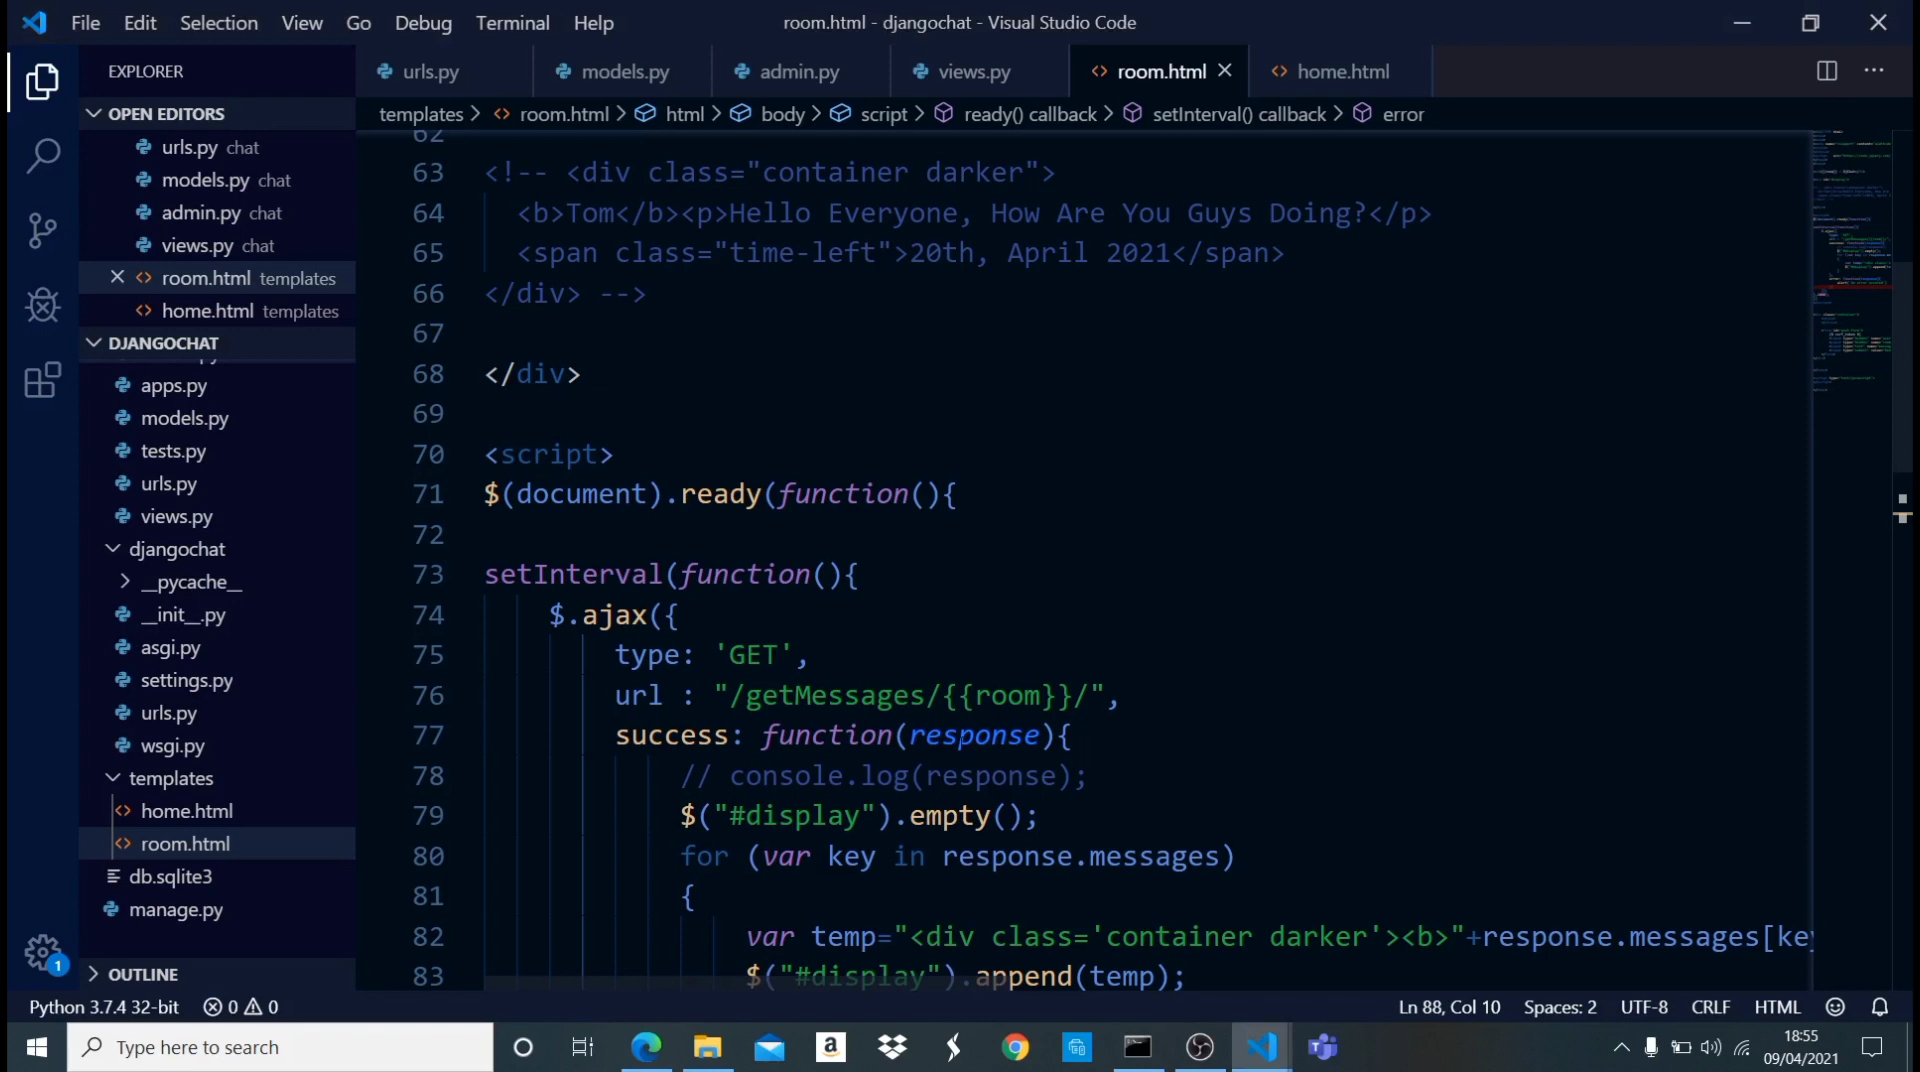 File Edit Selection View Go Debug Terminal Help room.html - djangochat - Visual Studio Code
EXPLORER
urls.py models.py admin.py views.py room.html home.html
OPEN EDITORS
templates room.html html body script ready() callback setInterval() callback error
urls.py chat
models.py chat
admin.py chat
views.py chat
room.html templates
home.html templates
DJANGOCHAT
apps.py
models.py
tests.py
urls.py
views.py
djangochat
__pycache__
__init__.py
asgi.py
settings.py
urls.py
wsgi.py
templates
home.html
room.html
db.sqlite3
manage.py
OUTLINE
62
63 <!-- <div class="container darker">
64 <b>Tom</b><p>Hello Everyone, How Are You Guys Doing?</p>
65 <span class="time-left">20th, April 2021</span>
66 </div> -->
67
68 </div>
69
70 <script>
71 $(document).ready(function(){
72
73 setInterval(function(){
74 $.ajax({
75 type: 'GET',
76 url : "/getMessages/{{room}}/",
77 success: function(response){
78 // console.log(response);
79 $("#display").empty();
80 for (var key in response.messages)
81 {
82 var temp="<div class='container darker'><b>"+response.messages[key
83 $("#display").append(temp);
Python 3.7.4 32-bit 0 0 Ln 88, Col 10 Spaces: 2 UTF-8 CRLF HTML
1
Type here to search
18:55
09/04/2021